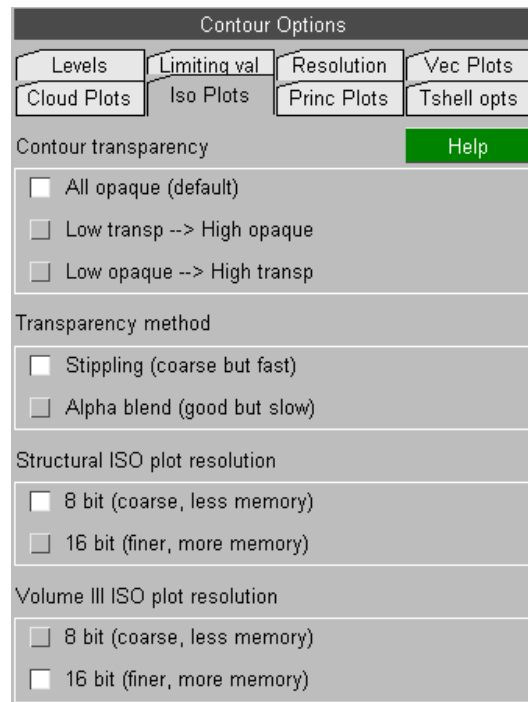 Contour Options
Levels Limiting val Resolution Vec Plots
Cloud Plots Iso Plots Princ Plots Tshell opts
Contour transparency Help
All opaque (default)
Low transp --> High opaque
Low opaque --> High transp
Transparency method
Stippling (coarse but fast)
Alpha blend (good but slow)
Structural ISO plot resolution
8 bit (coarse, less memory)
16 bit (finer, more memory)
Volume III ISO plot resolution
8 bit (coarse, less memory)
16 bit (finer, more memory)